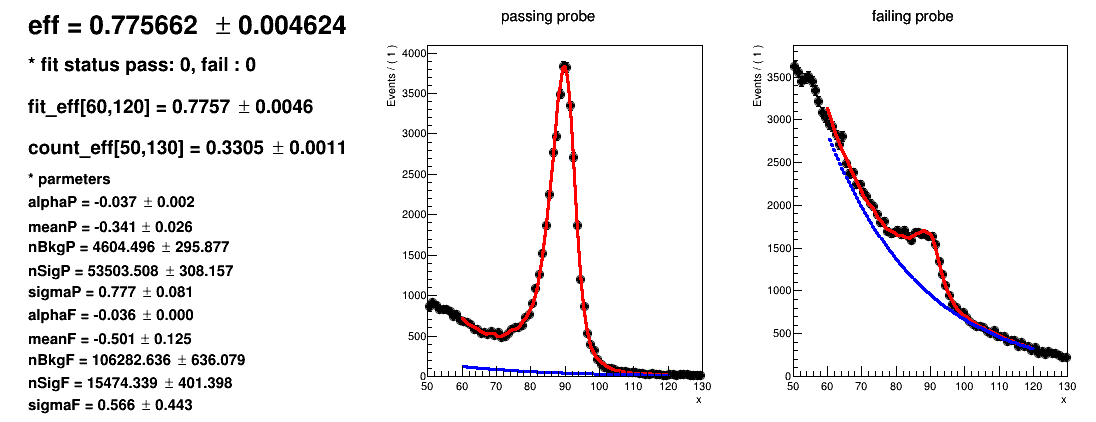 eff = 0.775662 ± 0.004624
* fit status pass: 0, fail : 0
fit_eff[60,120] = 0.7757 ± 0.0046
count_eff[50,130] = 0.3305 ± 0.0011
* parmeters
alphaP = -0.037 ± 0.002
meanP = -0.341 ± 0.026
nBkgP = 4604.496 ± 295.877
nSigP = 53503.508 ± 308.157
sigmaP = 0.777 ± 0.081
alphaF = -0.036 ± 0.000
meanF = -0.501 ± 0.125
nBkgF = 106282.636 ± 636.079
nSigF = 15474.339 ± 401.398
sigmaF = 0.566 ± 0.443
passing probe
Events / ( 1 )
4000
3500
3000
2500
2000
1500
1000
500
0
50 60 70 80 90 100 110 120 130
x
failing probe
Events / ( 1 )
3500
3000
2500
2000
1500
1000
500
0
50 60 70 80 90 100 110 120 130
x